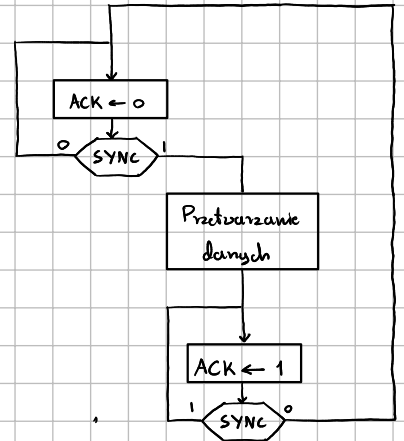 ACK ← 0
0 SYNC 1
Przetwarzanie
danych
ACK ← 1
1 SYNC 0